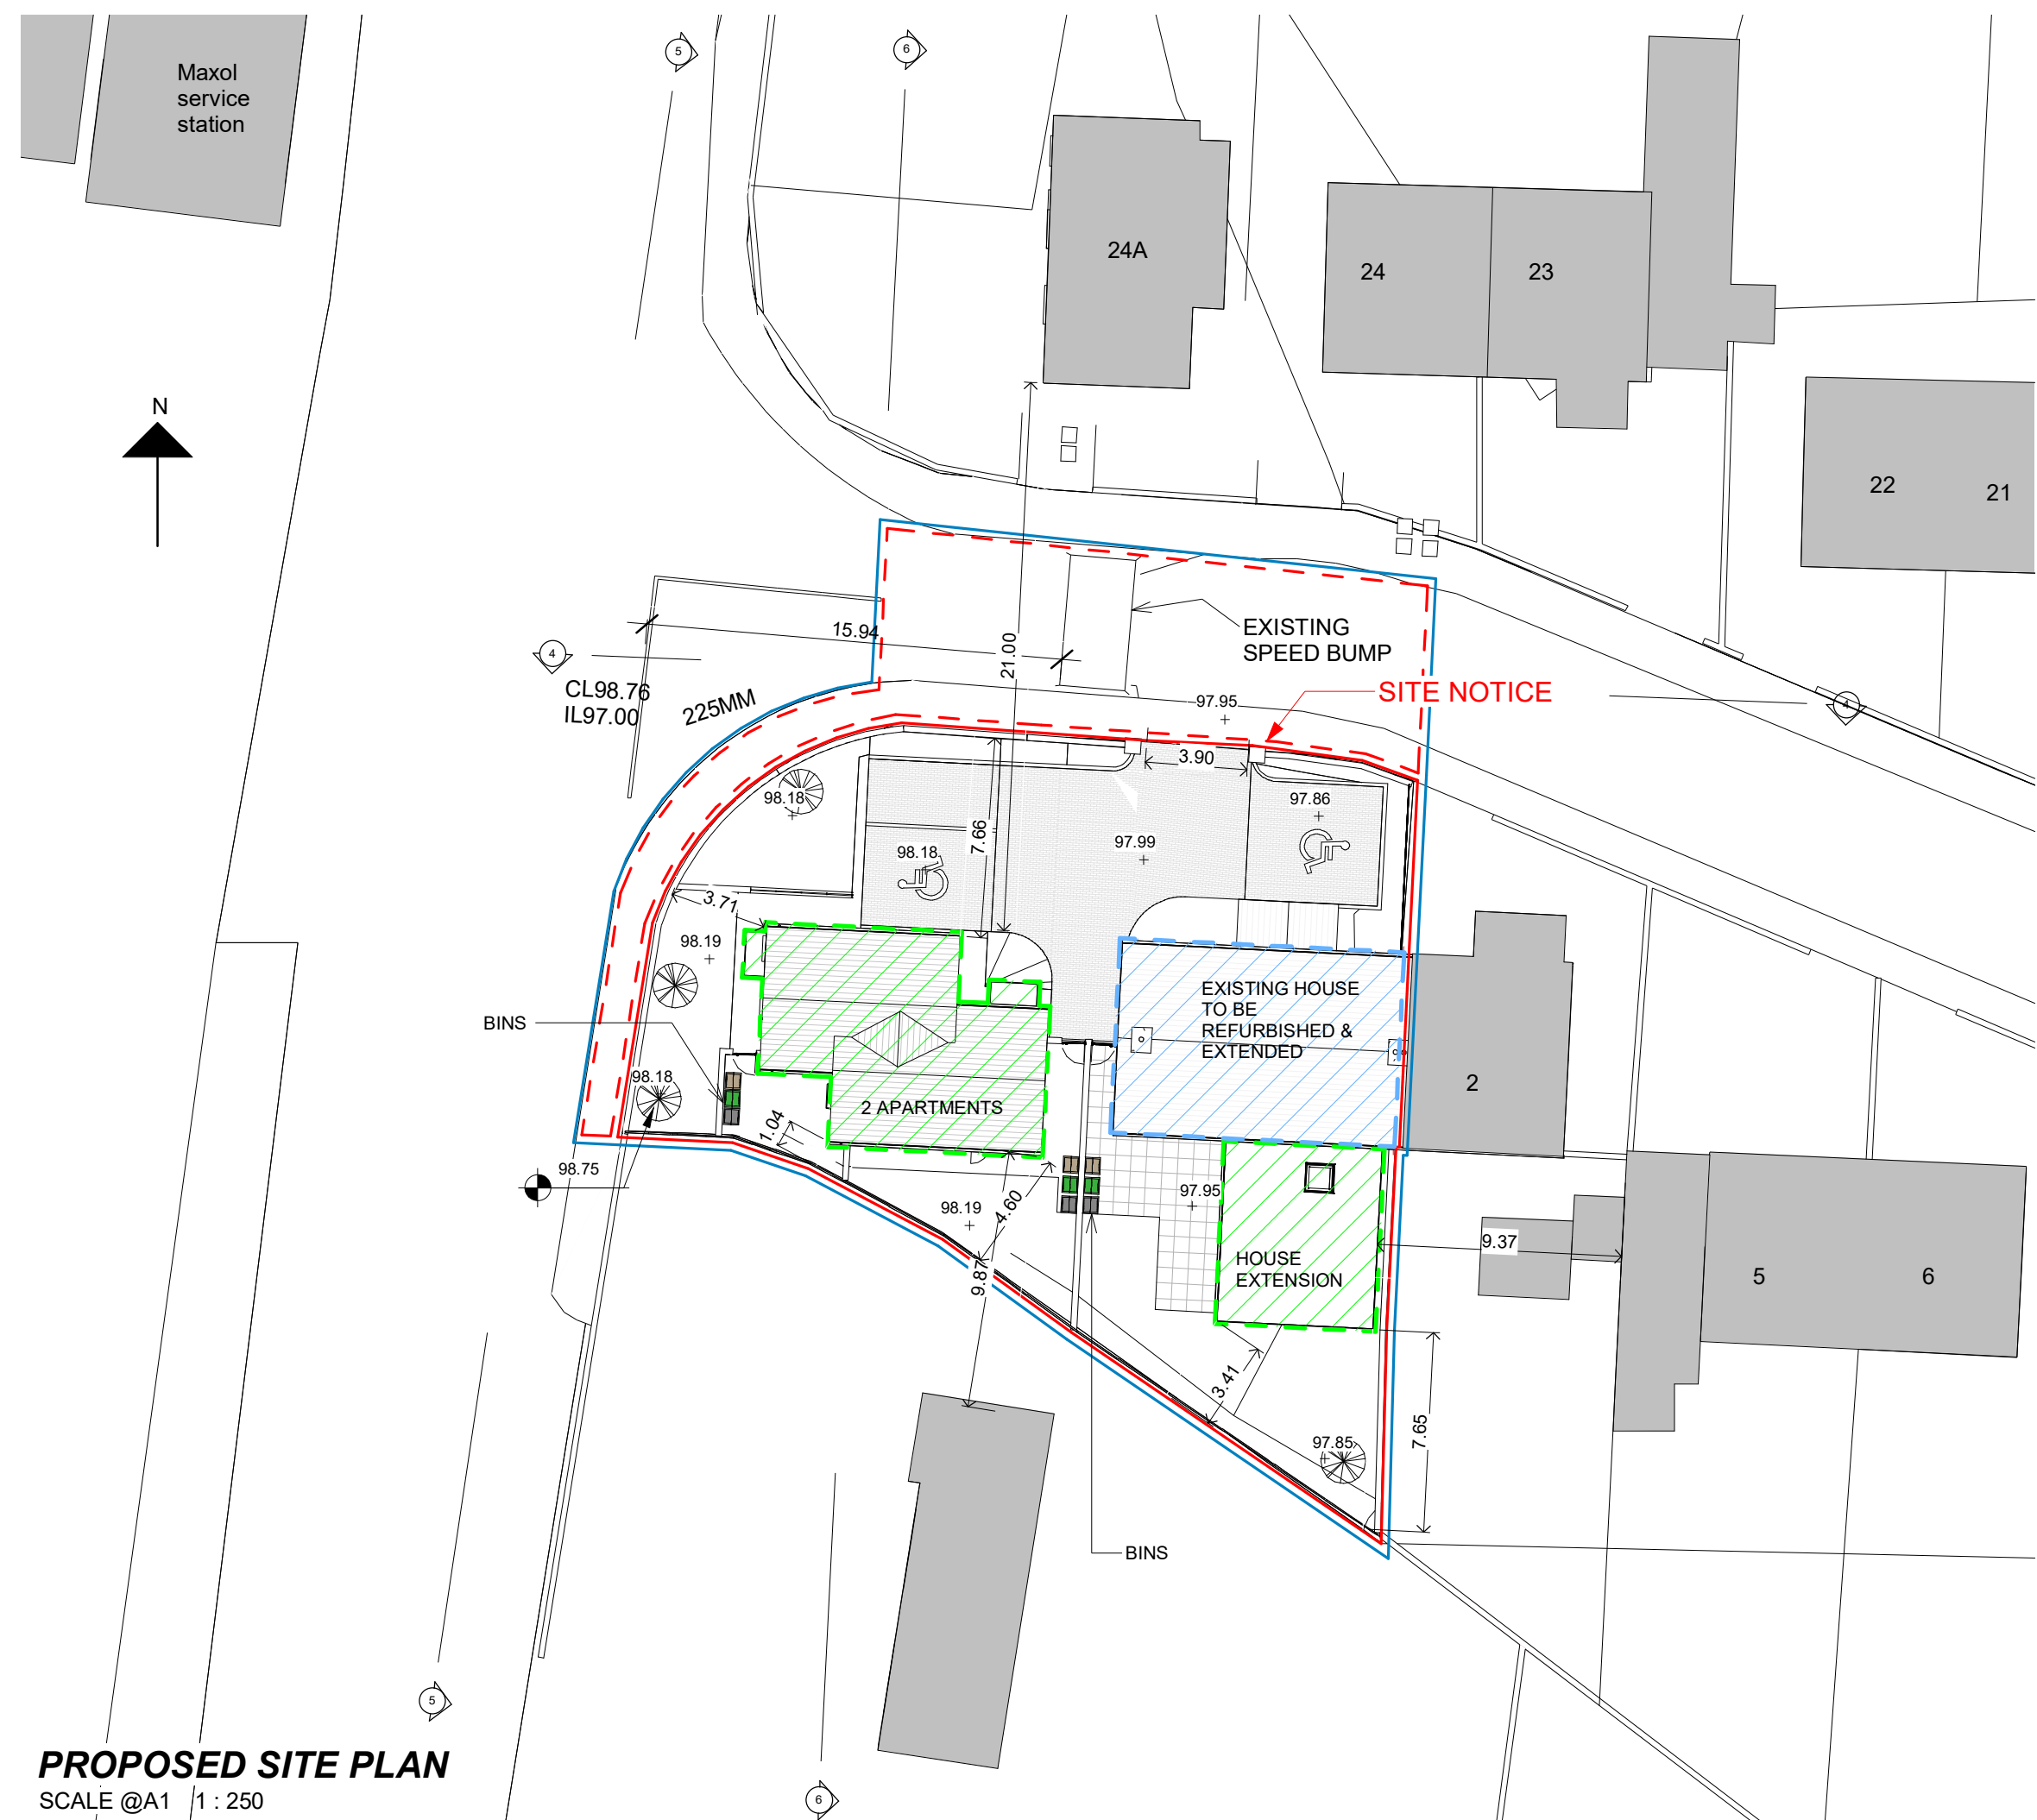 Maxol
service
station
5
6
N
24A
24
23
22
21
15.94
21.00
EXISTING
SPEED BUMP
4
CL98.76
IL97.00
225MM
SITE NOTICE
97.95
4
3.90
98.18
7.66
97.86
97.99
98.18
3.71
98.19
EXISTING HOUSE
TO BE
REFURBISHED &
EXTENDED
BINS
98.18
2
2 APARTMENTS
1.04
98.75
98.19
4.60
97.95
9.37
HOUSE
EXTENSION
5
6
9.87
3.41
7.65
97.85
BINS
5
6
PROPOSED SITE PLAN
SCALE @A1 1 : 250